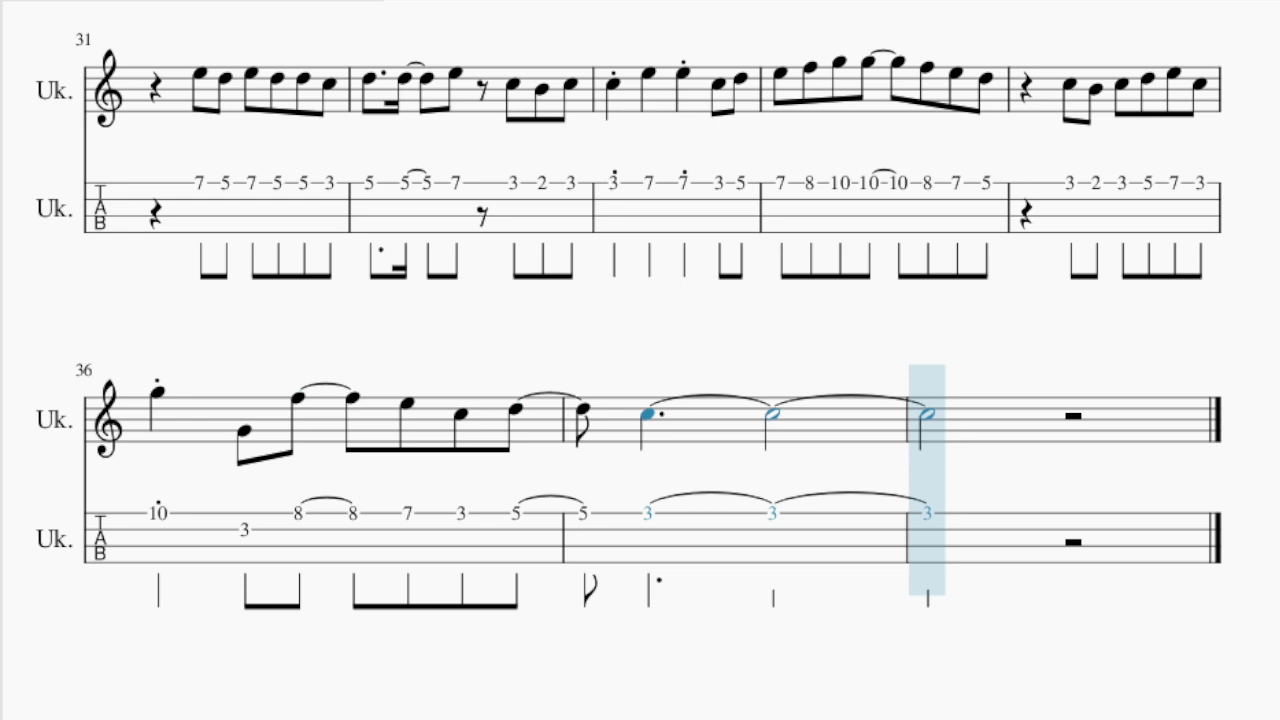 31
Uk.
7 5 7 5 5 3 5 5 5 7 3 2 3 3 7 7 3 5 7 8 10 10 10 8 7 5 3 2 3 5 7 3
Uk. TAB
36
Uk.
10 3 8 8 7 3 5 5 3 3 3
Uk. TAB